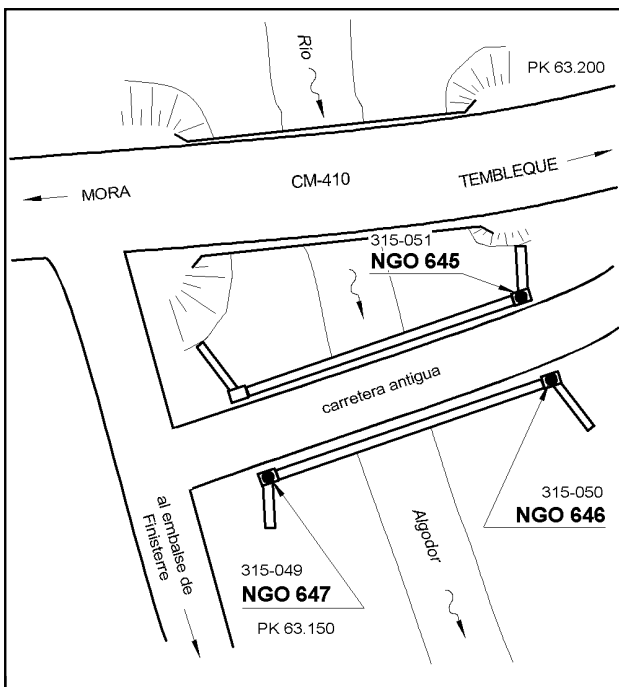 Río
PK 63.200
MORA
CM-410
TEMBLEQUE
315-051
NGO 645
carretera antigua
315-050
NGO 646
al embalse de
Finisterre
Algodor
315-049
NGO 647
PK 63.150